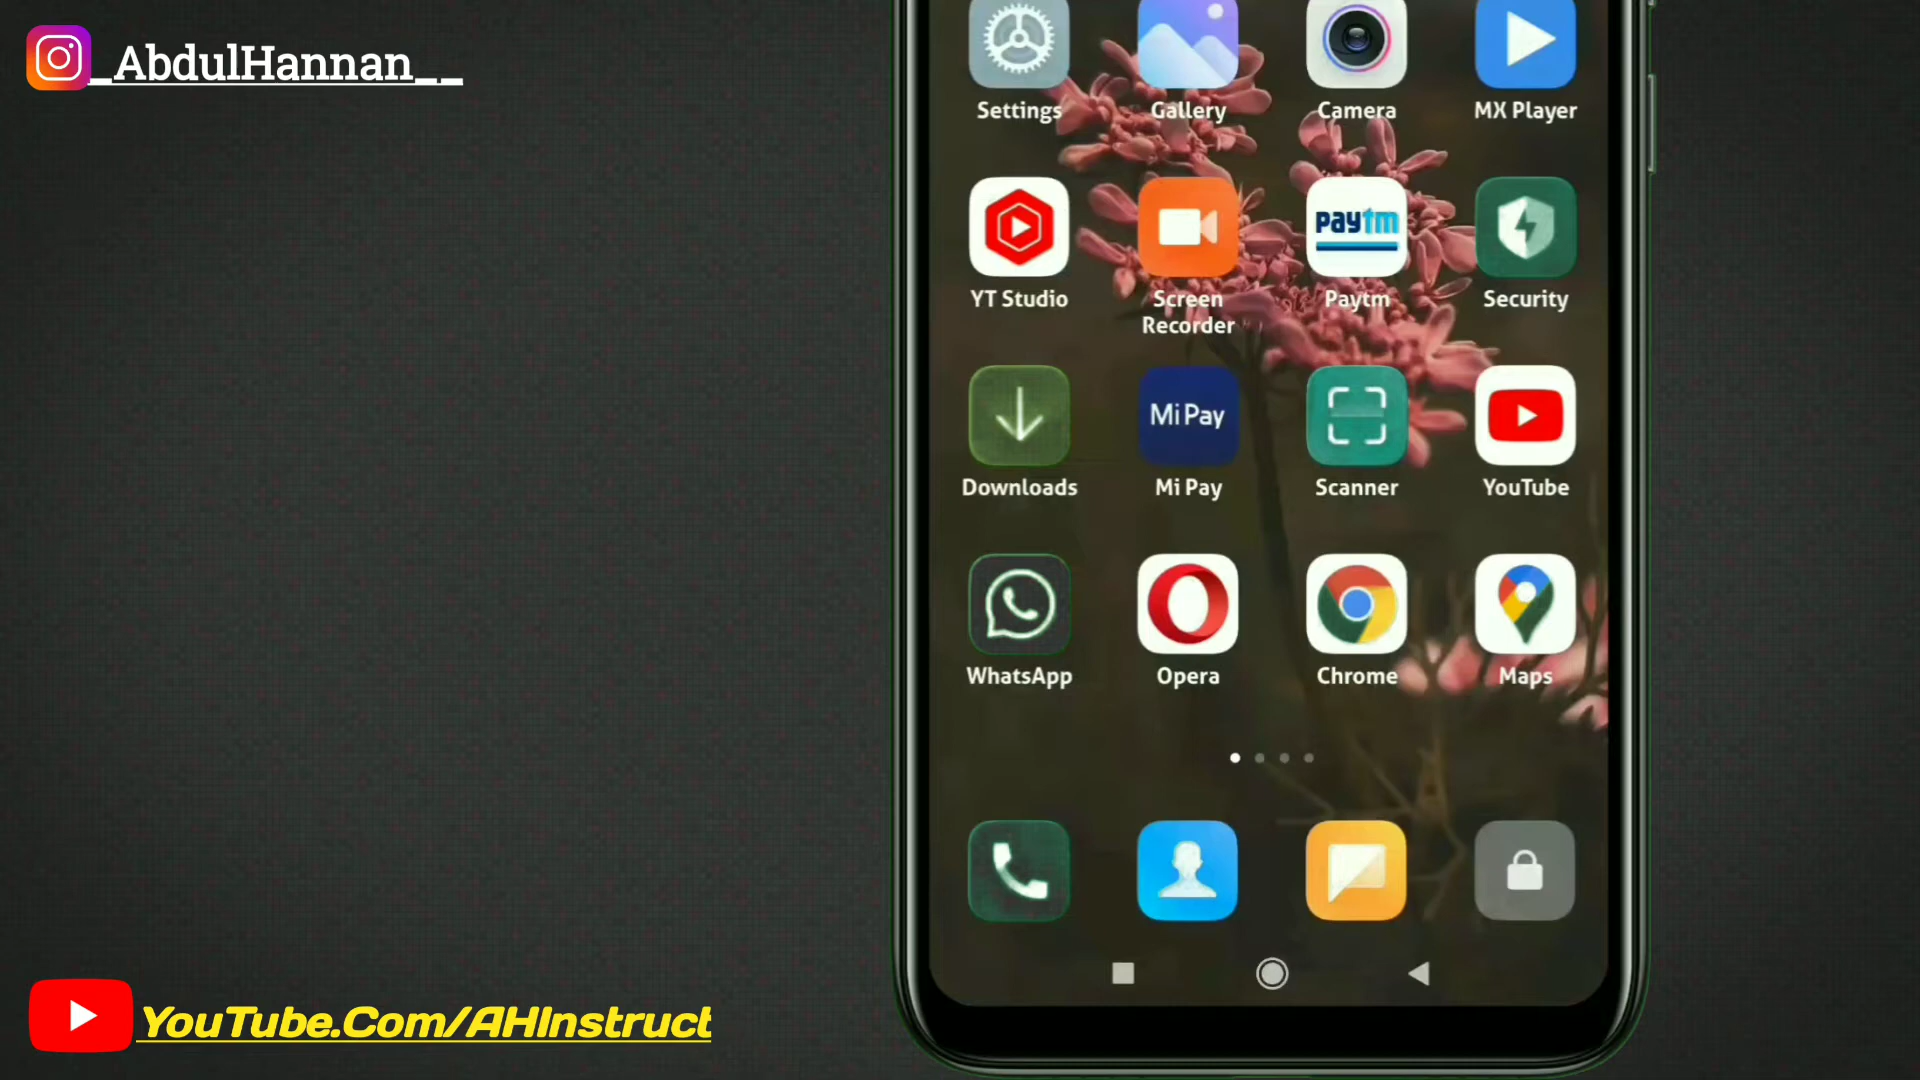 _AbdulHannan__
Settings Gallery Camera MX Player
paytm
YT Studio Screen Recorder Paytm Security
Mi Pay
Downloads Mi Pay Scanner YouTube
WhatsApp Opera Chrome Maps
YouTube.Com/AHInstruct